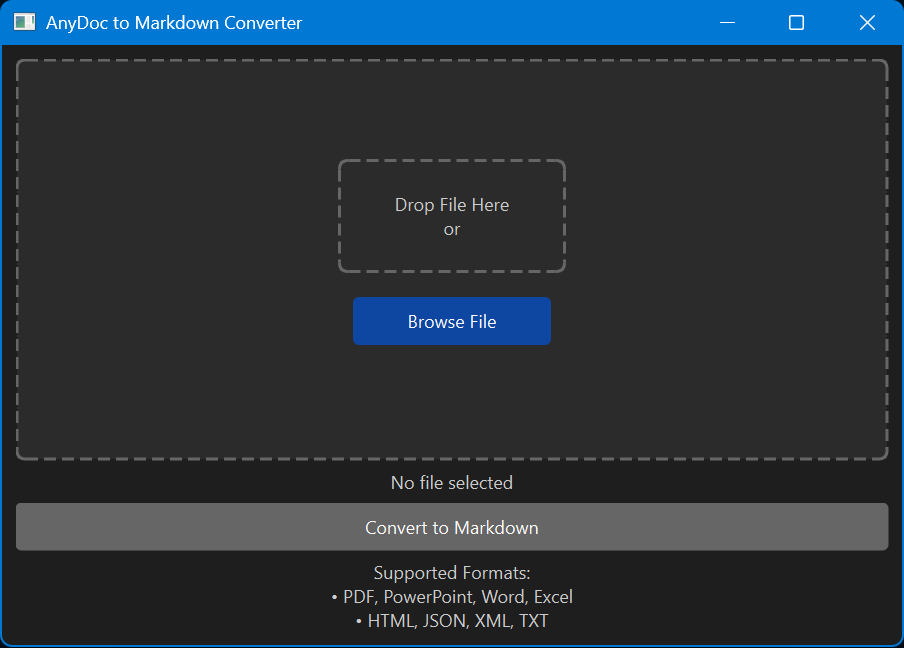 AnyDoc to Markdown Converter
Drop File Here
or
Browse File
No file selected
Convert to Markdown
Supported Formats:
• PDF, PowerPoint, Word, Excel
• HTML, JSON, XML, TXT